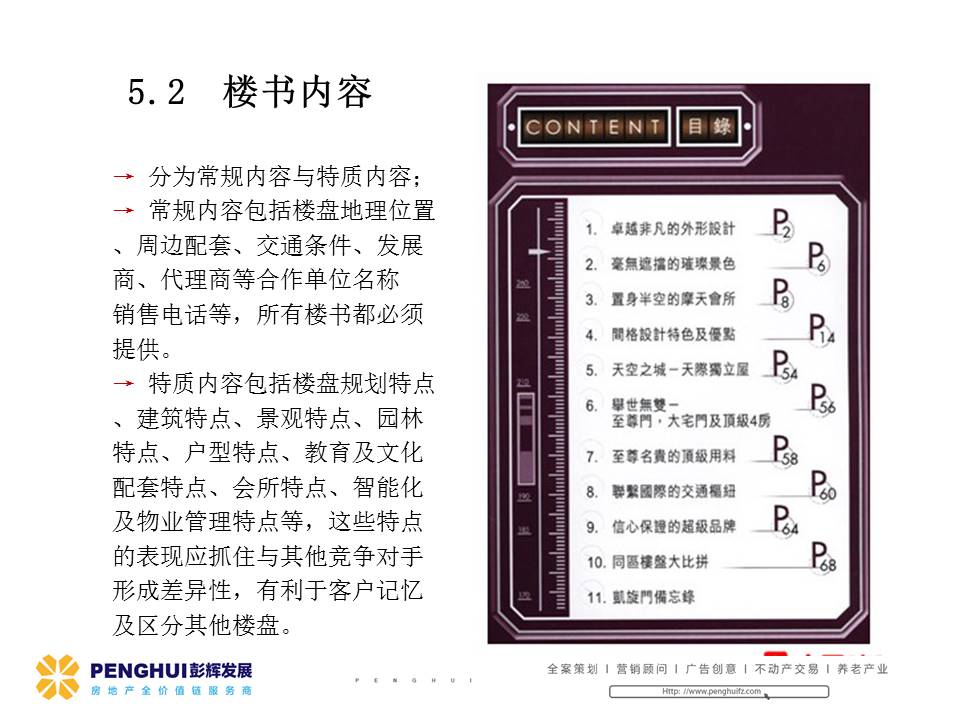 5.2 楼书内容
→ 分为常规内容与特质内容；
→ 常规内容包括楼盘地理位置
、周边配套、交通条件、发展
商、代理商等合作单位名称
销售电话等，所有楼书都必须
提供。
→ 特质内容包括楼盘规划特点
、建筑特点、景观特点、园林
特点、户型特点、教育及文化
配套特点、会所特点、智能化
及物业管理特点等，这些特点
的表现应抓住与其他竞争对手
形成差异性，有利于客户记忆
及区分其他楼盘。
CONTENT 目錄
1. 卓越非凡的外形設計 P2
2. 毫無遮擋的璀璨景色 P6
3. 置身半空的摩天會所 P8
4. 間格設計特色及優點 P14
5. 天空之城－天際獨立屋 P54
6. 舉世無雙－ P56
至尊門，大宅門及頂級4房
7. 至尊名貴的頂級用料 P58
8. 聯繫國際的交通樞紐 P60
9. 信心保證的超級品牌 P64
10. 同區樓盤大比拼 P68
11. 凱旋門備忘錄
260
250
210
190
170
PENGHUI彭辉发展
房地产全价值链服务商
PENGHUI
全案策划 I 营销顾问 I 广告创意 I 不动产交易 I 养老产业
Http: //www.penghuifz.com